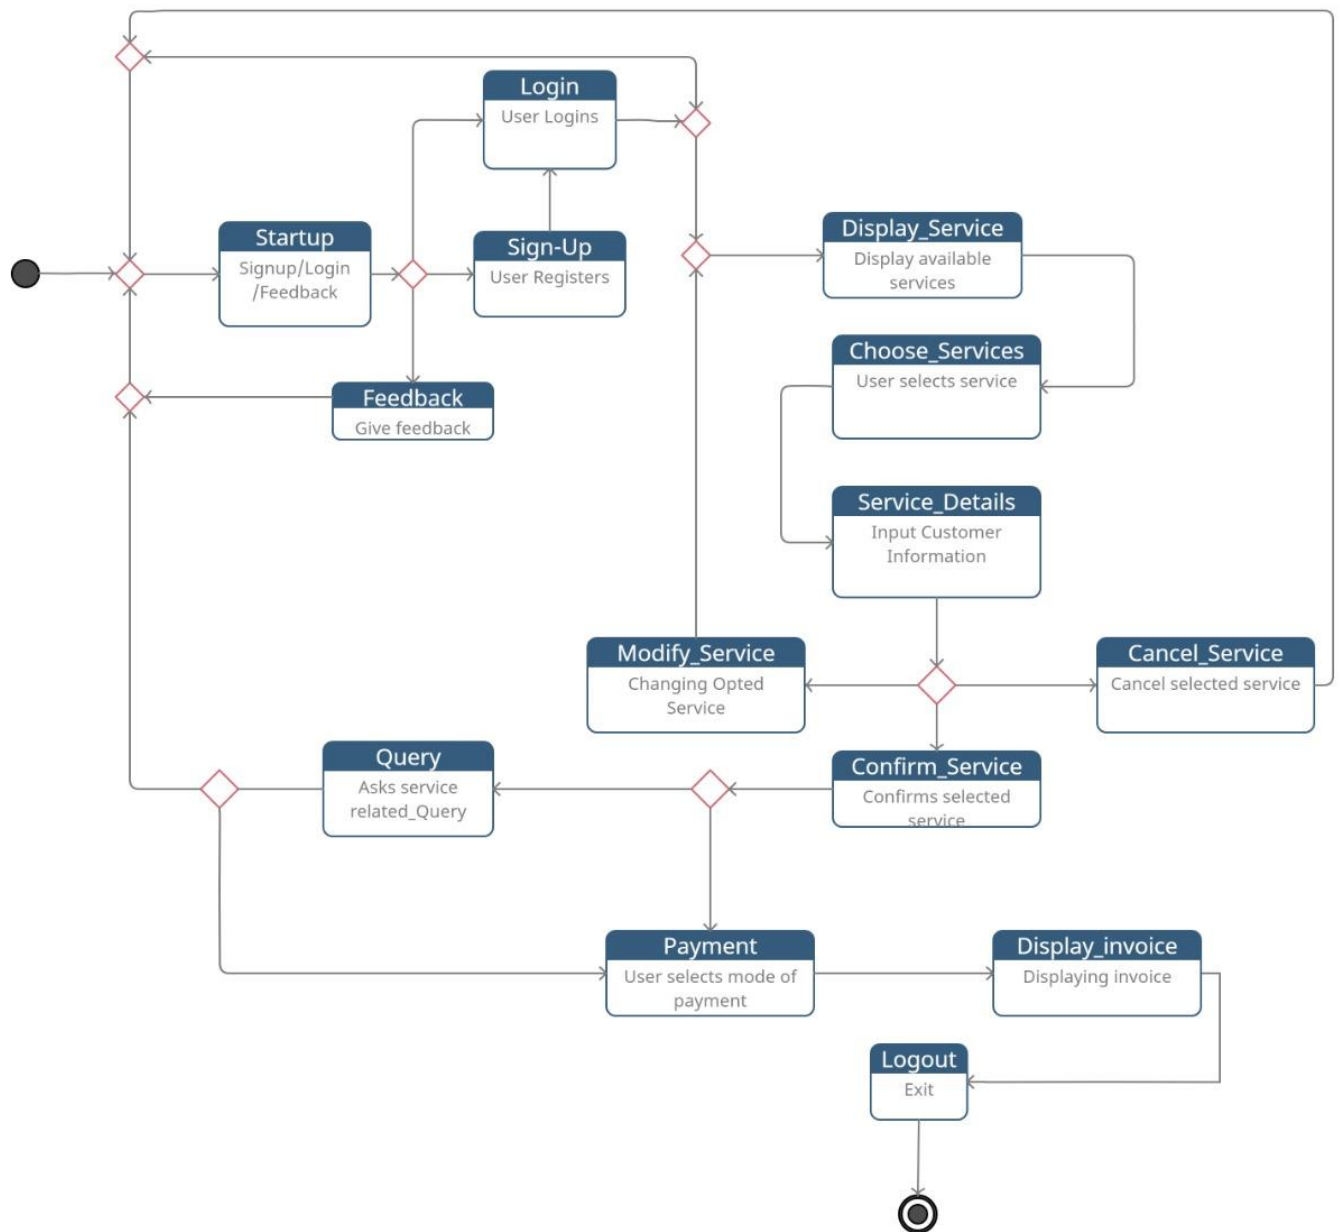 Login
User Logins
Startup
Signup/Login
/Feedback
Sign-Up
User Registers
Display_Service
Display available
services
Choose_Services
User selects service
Feedback
Give feedback
Service_Details
Input Customer
Information
Modify_Service
Changing Opted
Service
Cancel_Service
Cancel selected service
Query
Asks service
related_Query
Confirm_Service
Confirms selected
service
Payment
User selects mode of
payment
Display_invoice
Displaying invoice
Logout
Exit